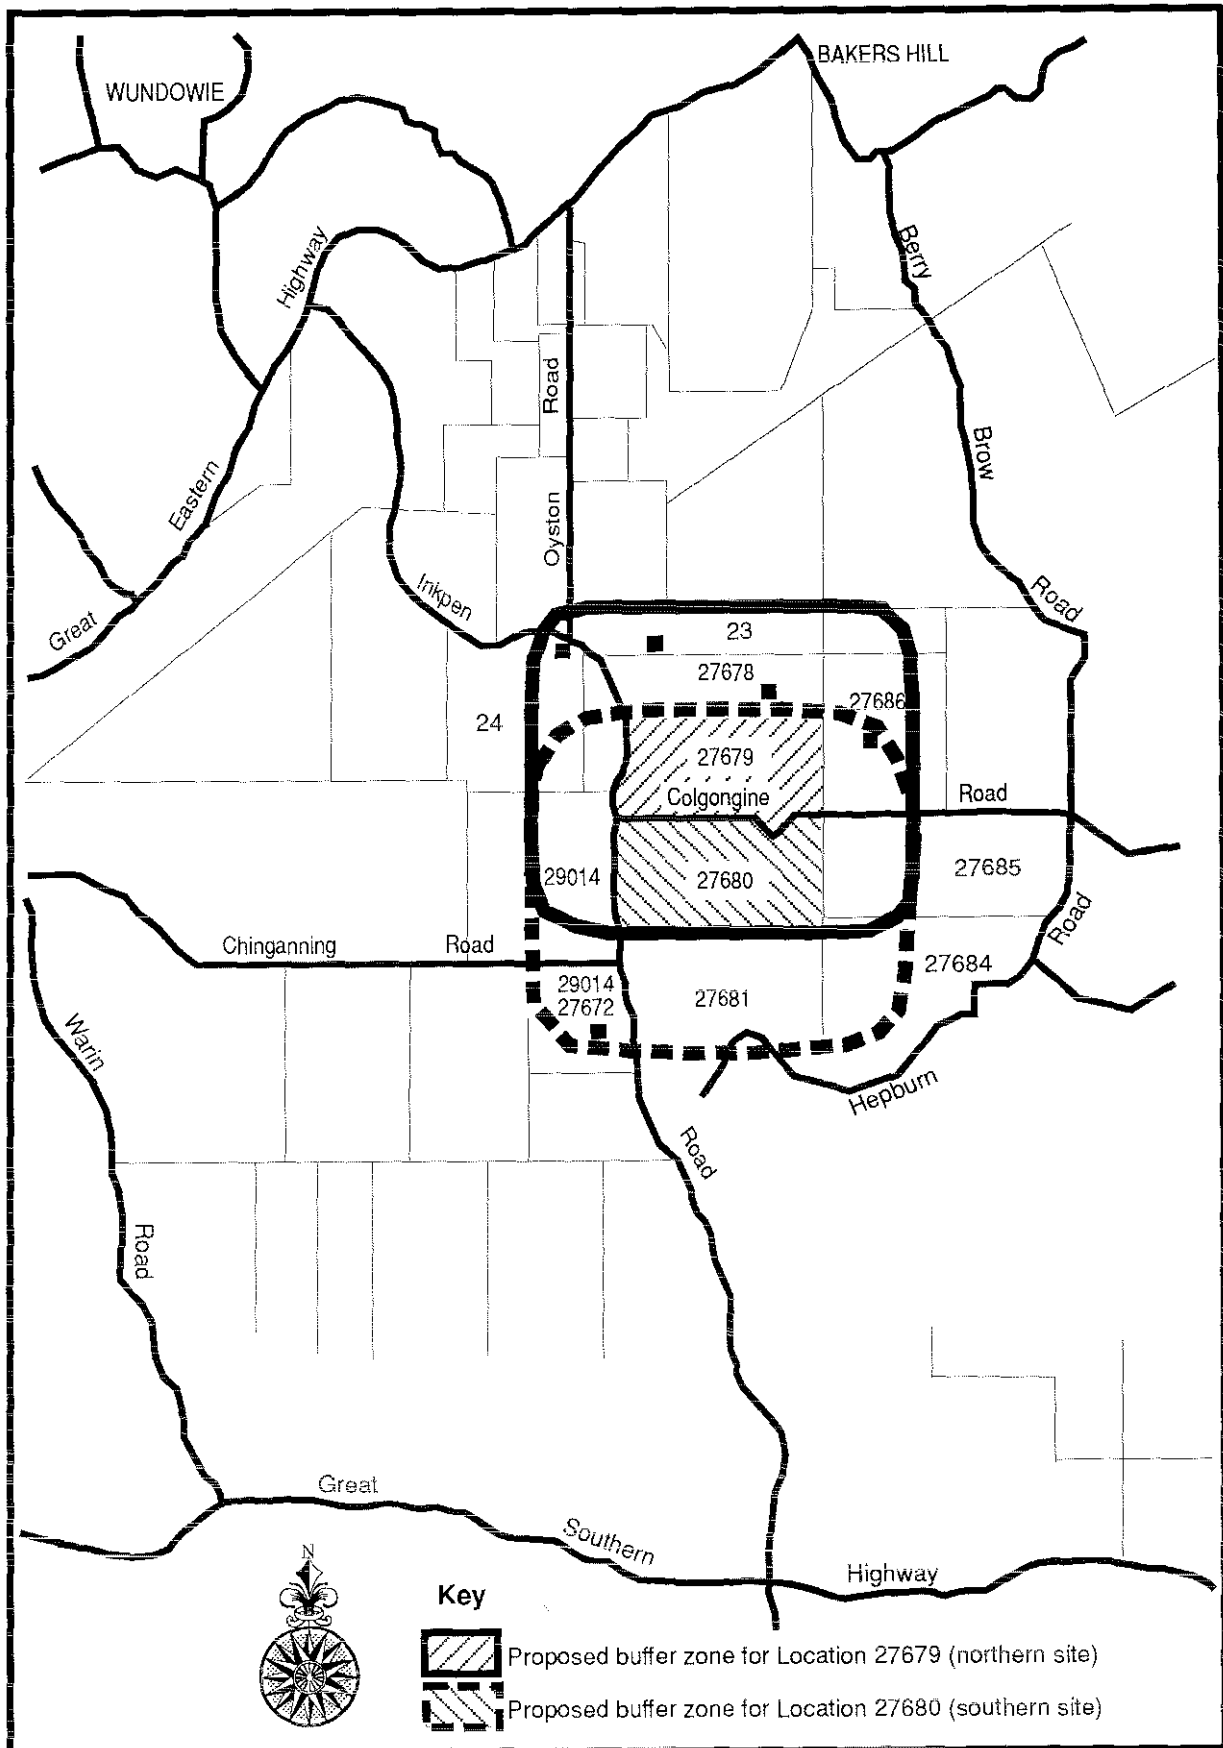 BAKERS HILL
WUNDOWIE
Berry
Highway
Road
Brow
Eastern
Oyston
Inkpen
Road
Great
23
27678
27686
24
27679
Colgongine
Road
27685
29014
27680
Road
Chinganning
Road
27684
29014
27672
27681
Warin
Hepburn
Road
Road
Great
Southern
Highway
N
Key
Proposed buffer zone for Location 27679 (northern site)
Proposed buffer zone for Location 27680 (southern site)